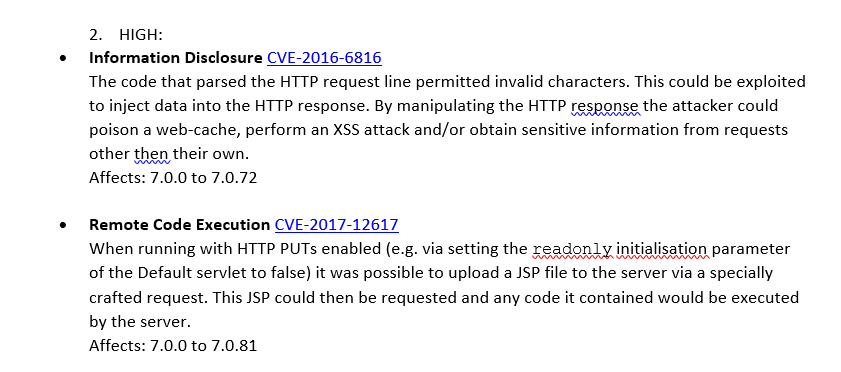 2. HIGH:
• Information Disclosure CVE-2016-6816
The code that parsed the HTTP request line permitted invalid characters. This could be exploited
to inject data into the HTTP response. By manipulating the HTTP response the attacker could
poison a web-cache, perform an XSS attack and/or obtain sensitive information from requests
other then their own.
Affects: 7.0.0 to 7.0.72
• Remote Code Execution CVE-2017-12617
When running with HTTP PUTs enabled (e.g. via setting the readonly initialisation parameter
of the Default servlet to false) it was possible to upload a JSP file to the server via a specially
crafted request. This JSP could then be requested and any code it contained would be executed
by the server.
Affects: 7.0.0 to 7.0.81